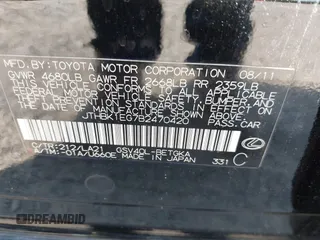 MFD.BY:TOYOTA MOTOR CORPORATION 08/11
GVWR 4680LB GAWR FR 2668LB RR 2359LB
THIS VEHICLE CONFORMS TO ALL APPLICABLE
FEDERAL MOTOR VEHICLE SAFETY, BUMPER,
AND THEFT PREVENTION STANDARDS IN EFFECT ON
THE DATE OF MANUFACTURE SHOWN ABOVE.
JTHBK1EG7B2470420 PASS.CAR
C/TR:212/LA21 GSV40L-BETGKA
A/TM:-01A/U660E MADE IN JAPAN 331 C
DREAMBID